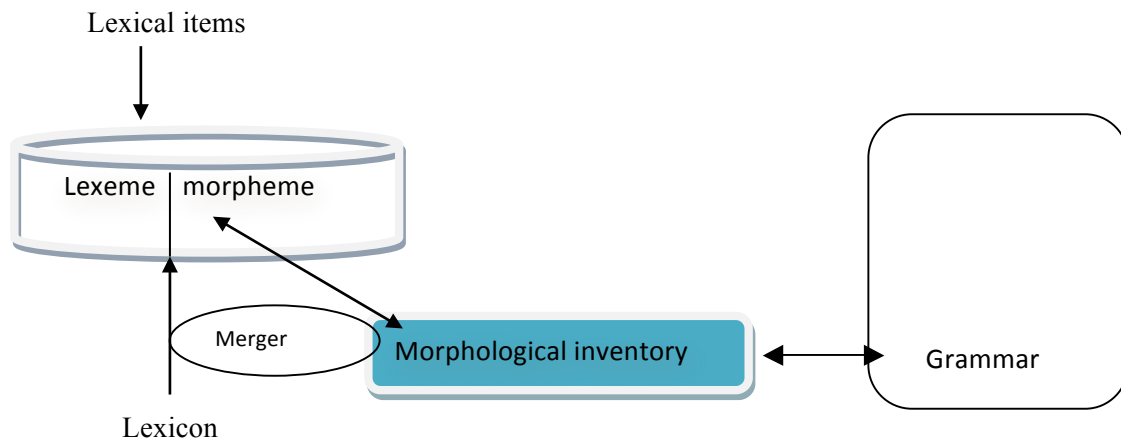 Lexical items
Lexeme morpheme
Merger
Morphological inventory
Grammar
Lexicon